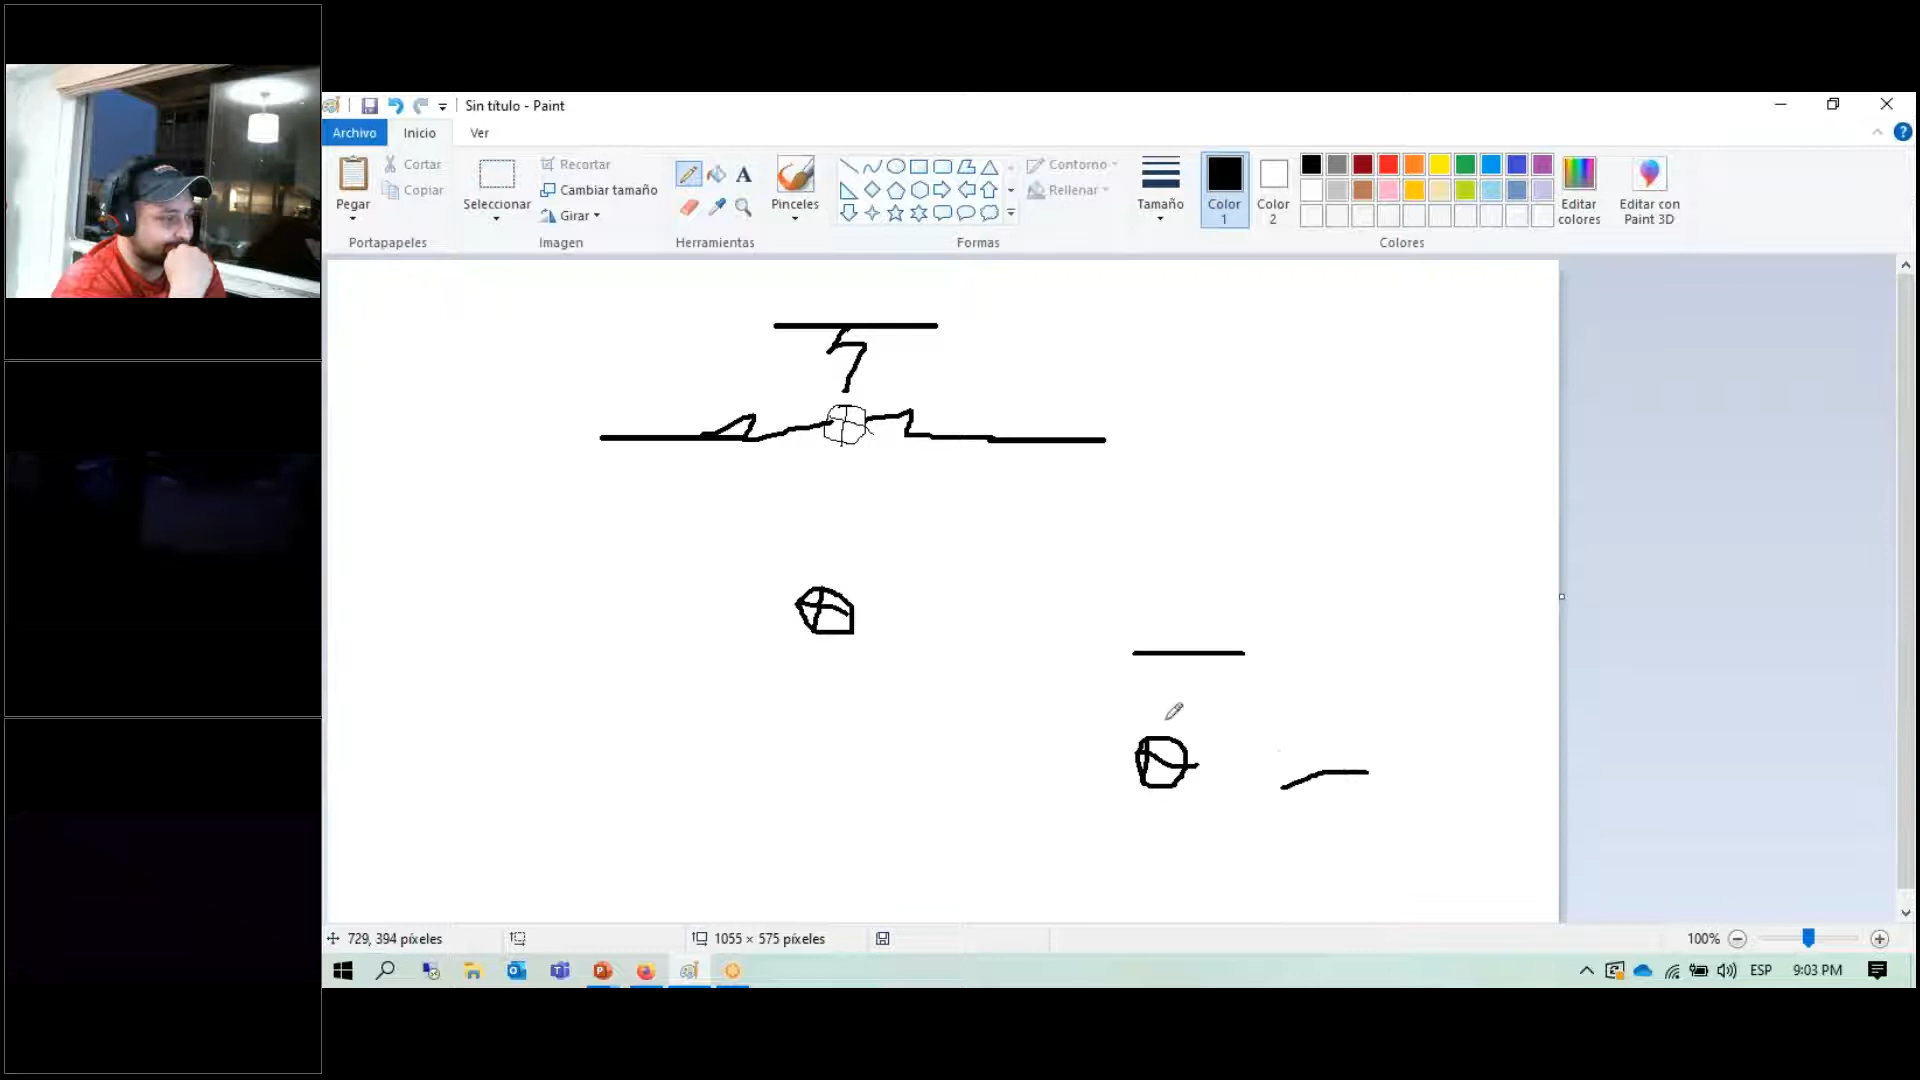 Sin título - Paint
Archivo Inicio Ver
Pegar
Cortar
Copiar
Portapapeles
Seleccionar
Recortar
Cambiar tamaño
Girar
Imagen
A
Herramientas
Pinceles
Formas
Contorno
Rellenar
Tamaño
Color
1
Color
2
Colores
Editar
colores
Editar con
Paint 3D
729, 394 píxeles
1055 × 575 píxeles
100%
ESP
9:03 PM